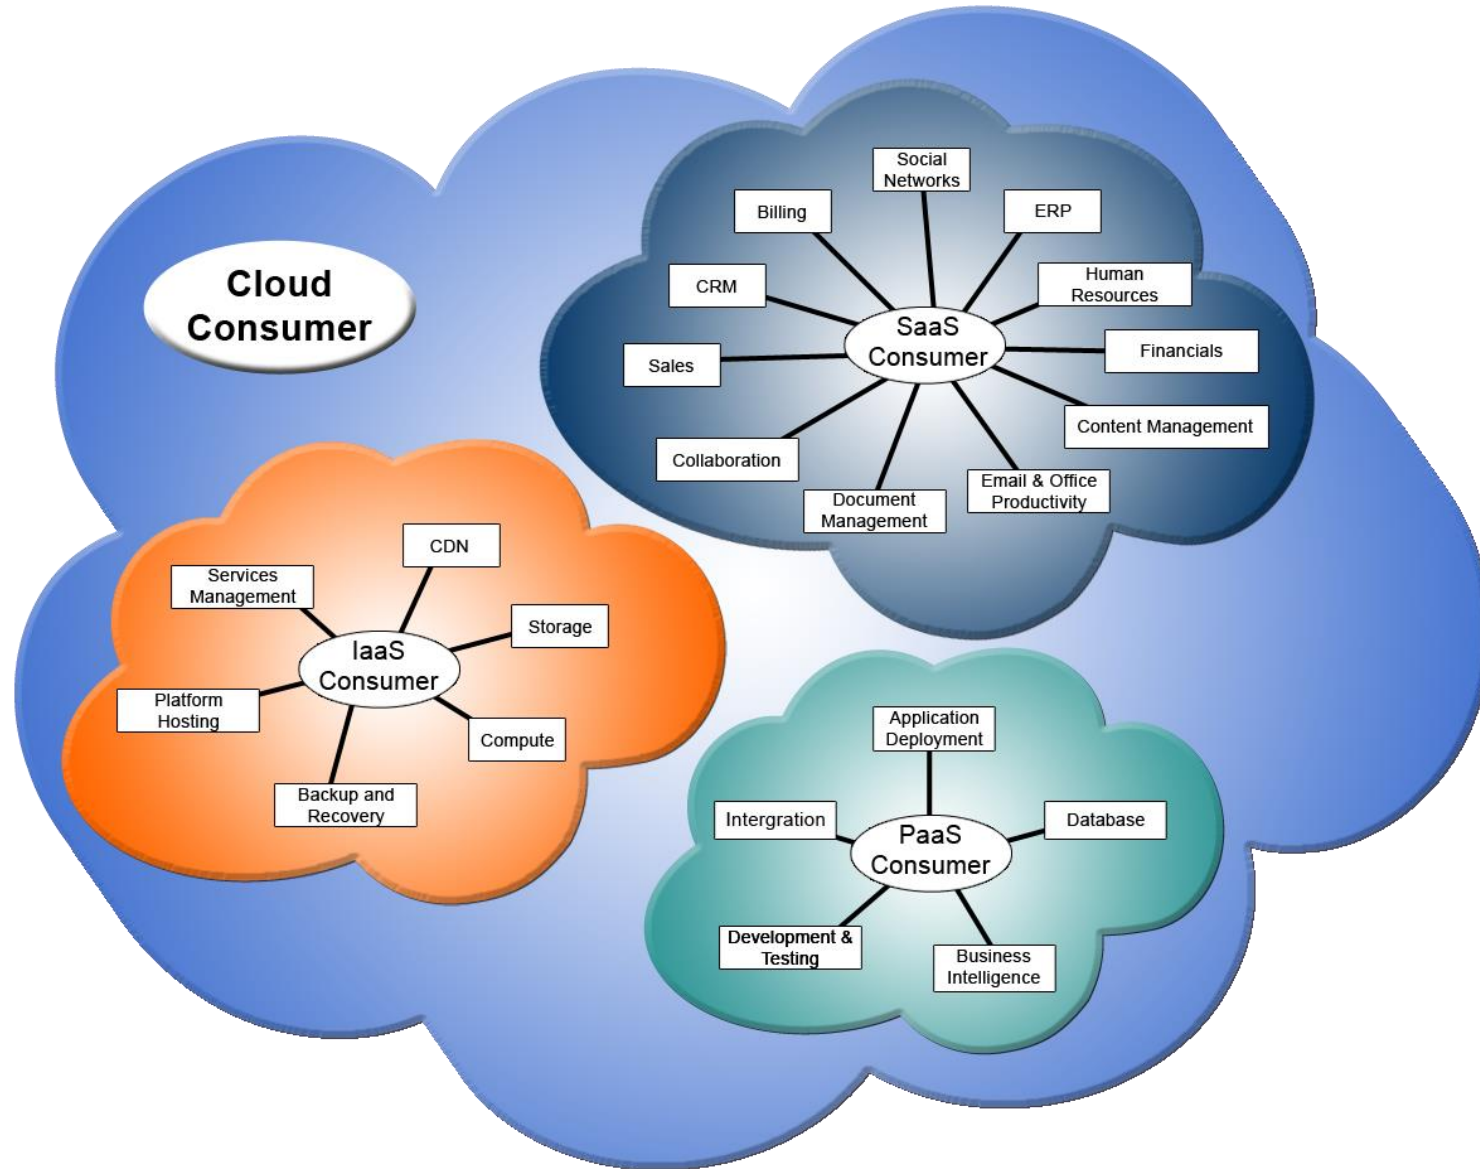 Cloud
Consumer
Social
Networks
Billing
ERP
CRM
Human
Resources
SaaS
Consumer
Sales
Financials
Collaboration
Content Management
Document
Management
Email & Office
Productivity
CDN
Services
Management
Storage
IaaS
Consumer
Platform
Hosting
Compute
Backup and
Recovery
Application
Deployment
Intergration
Database
PaaS
Consumer
Development &
Testing
Business
Intelligence